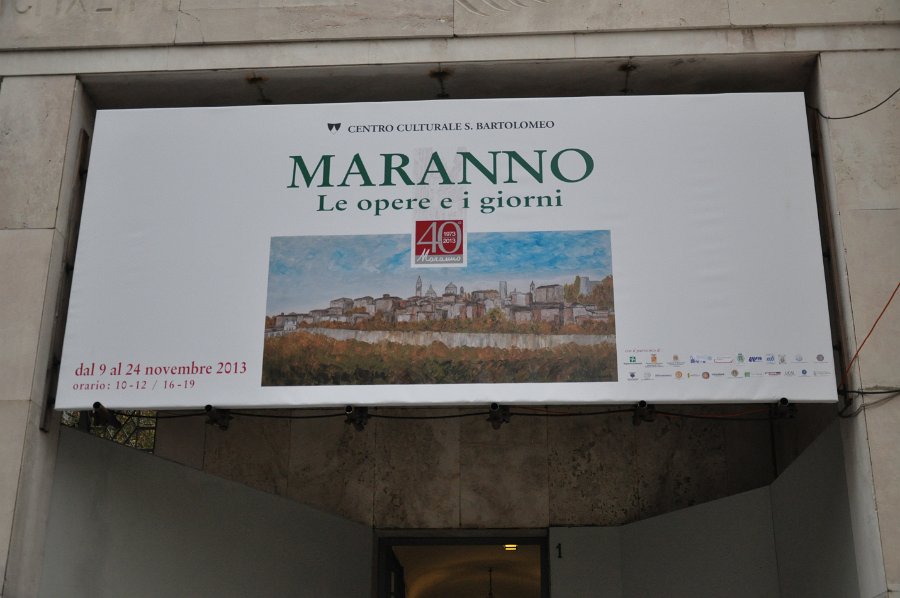 CENTRO CULTURALE S. BARTOLOMEO
MARANNO
Le opere e i giorni
40°
1973
2013
Maranno
dal 9 al 24 novembre 2013
orario: 10-12 / 16-19
1